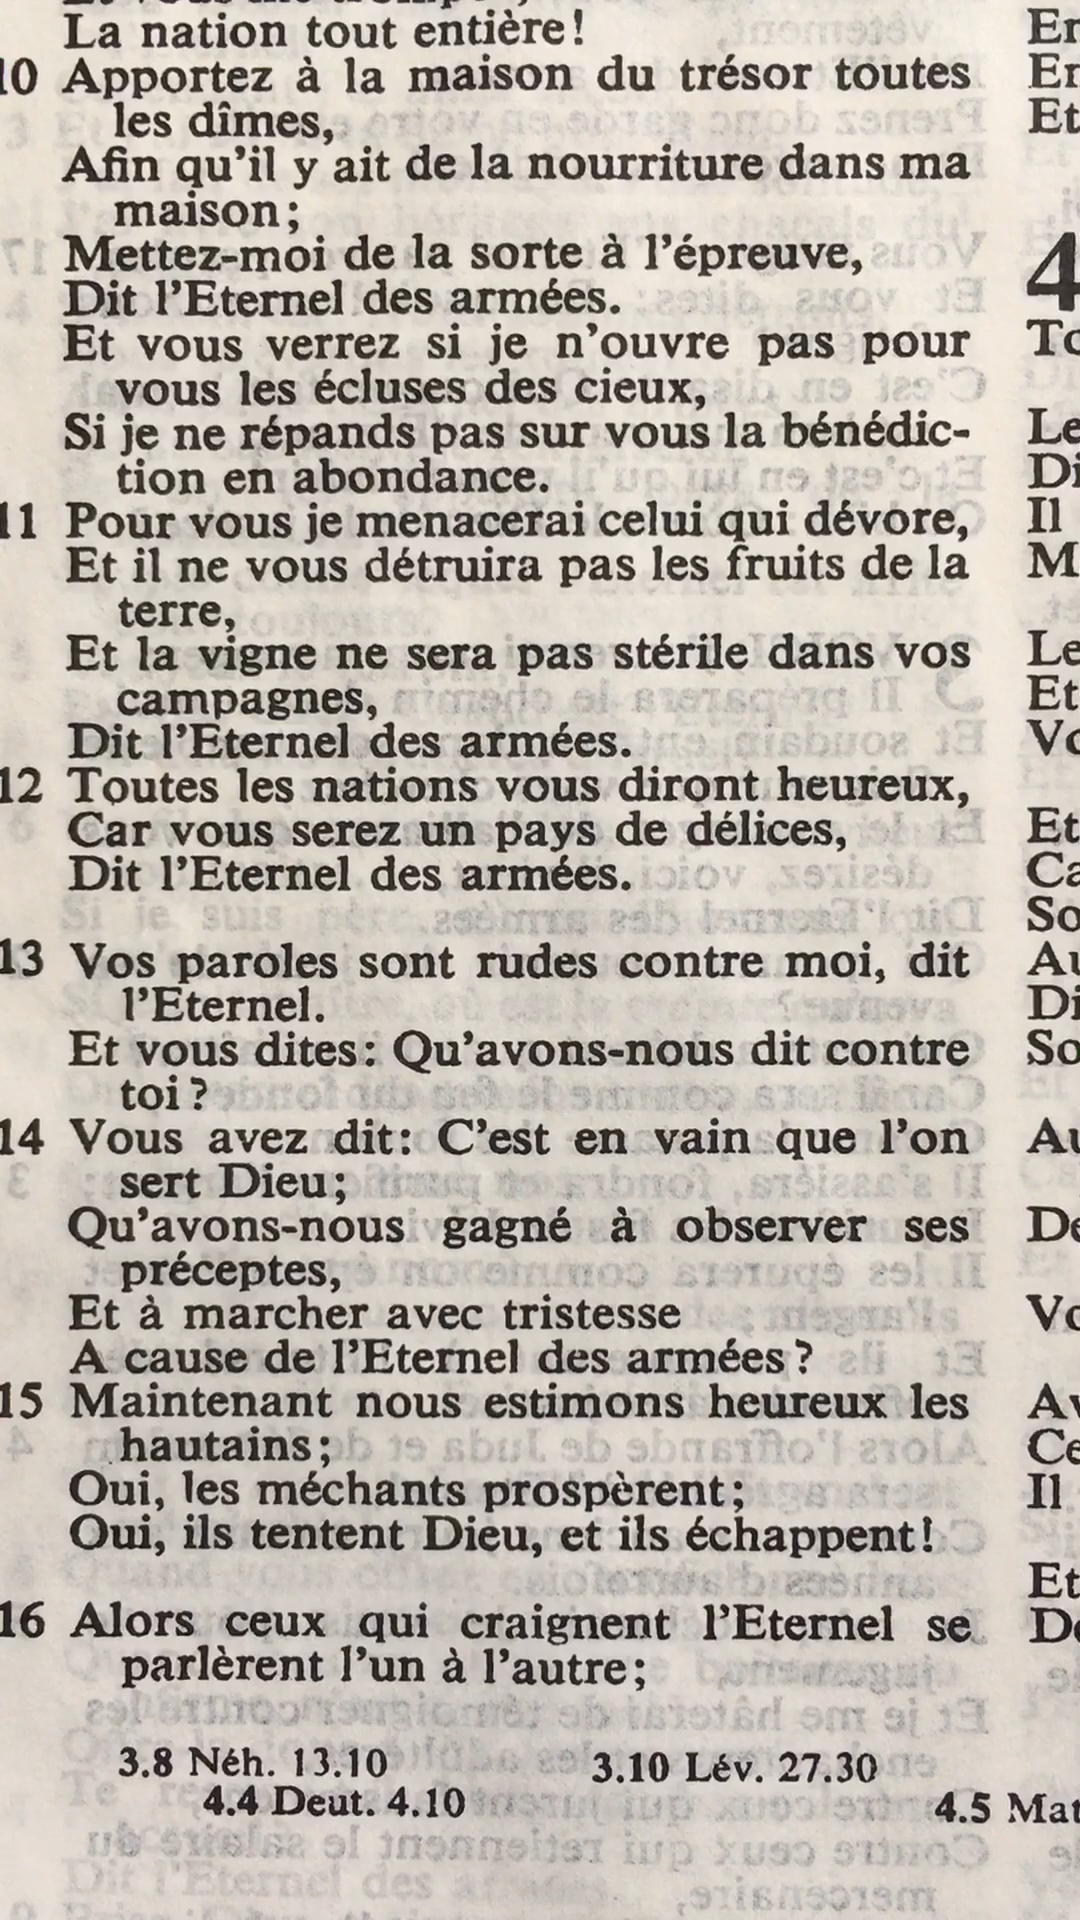 La nation tout entière!
10 Apportez à la maison du trésor toutes
les dîmes,
Afin qu'il y ait de la nourriture dans ma
maison;
Mettez-moi de la sorte à l'épreuve,
Dit l'Eternel des armées.
Et vous verrez si je n'ouvre pas pour
vous les écluses des cieux,
Si je ne répands pas sur vous la bénédic-
tion en abondance.
11 Pour vous je menacerai celui qui dévore,
Et il ne vous détruira pas les fruits de la
terre,
Et la vigne ne sera pas stérile dans vos
campagnes,
Dit l'Eternel des armées.
12 Toutes les nations vous diront heureux,
Car vous serez un pays de délices,
Dit l'Eternel des armées.
13 Vos paroles sont rudes contre moi, dit
l'Eternel.
Et vous dites: Qu'avons-nous dit contre
toi?
14 Vous avez dit: C'est en vain que l'on
sert Dieu;
Qu'avons-nous gagné à observer ses
préceptes,
Et à marcher avec tristesse
A cause de l'Eternel des armées?
15 Maintenant nous estimons heureux les
hautains;
Oui, les méchants prospèrent;
Oui, ils tentent Dieu, et ils échappent!
16 Alors ceux qui craignent l'Eternel se
parlèrent l'un à l'autre;
3.8 Néh. 13.10 3.10 Lév. 27.30
4.4 Deut. 4.10 4.5 Mat
4
Et
Le
Il
Le
Et
Et
Il
Et